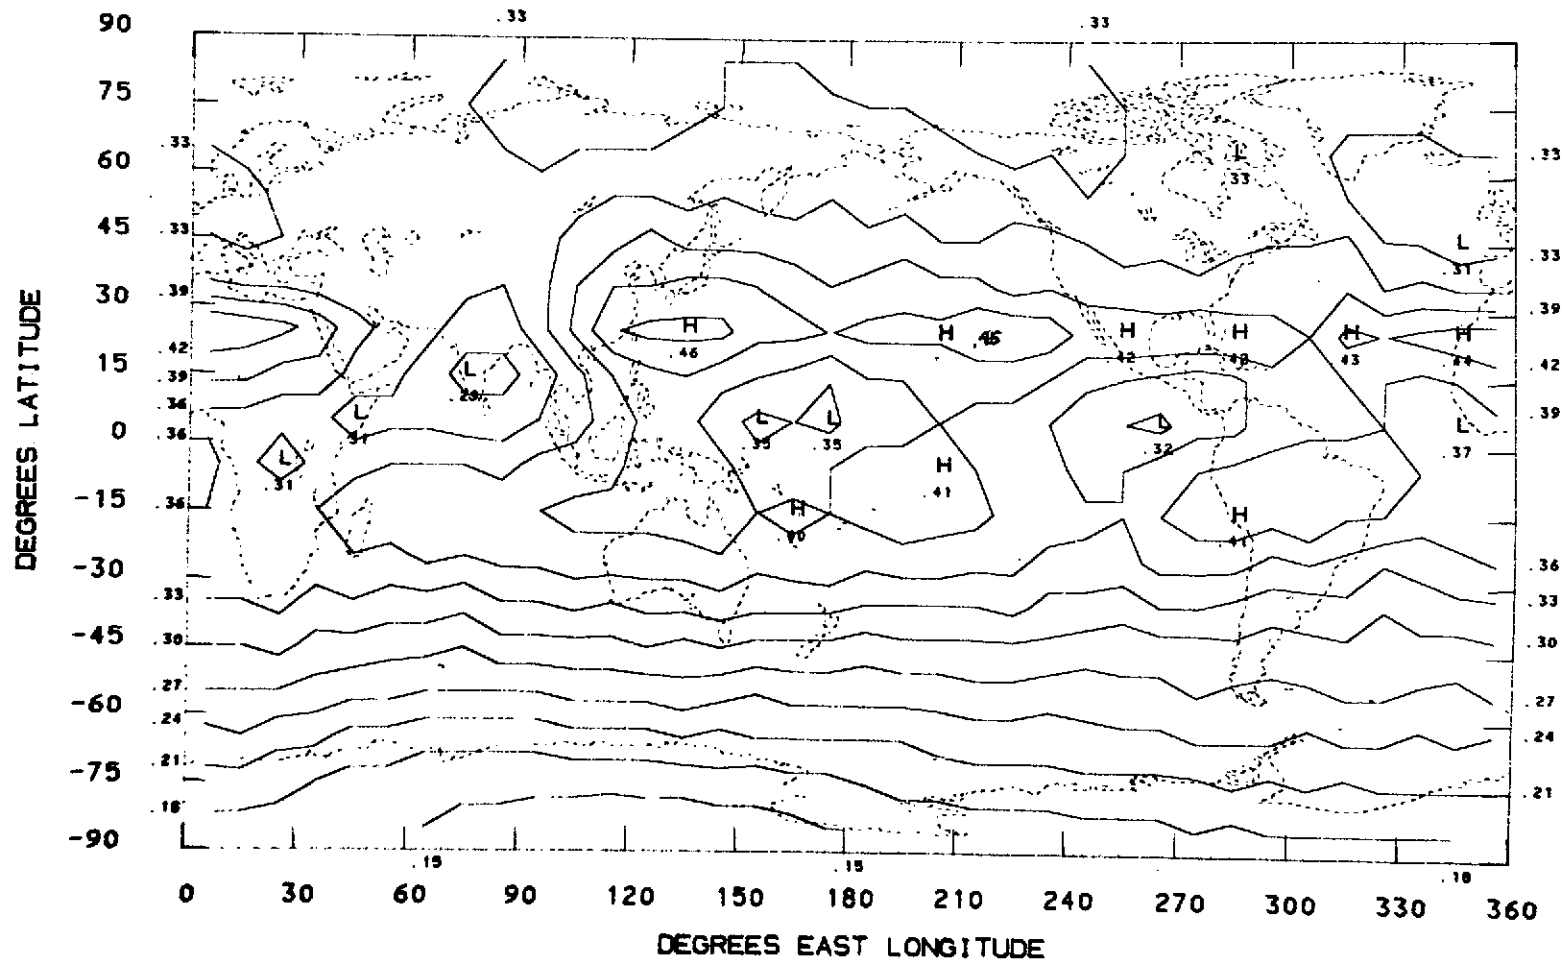 .33 .33
90
75
60
45
30
15
0
-15
-30
-45
-60
-75
-90
DEGREES LATITUDE
.33
.33
.39
.42
.39
.36
.36
.36
.33
.30
.27
.24
.21
.18
L
33
L
.31
H
.46
H
.45
H
.42
H
H
.43
H
.44
L
L
L
.31
L
.35
L
.35
L
.32
L
.37
H
.41
H
.40
H
.41
.33
.33
.39
.42
.39
.36
.33
.30
.27
.24
.21
.15 .15 .18
0 30 60 90 120 150 180 210 240 270 300 330 360
DEGREES EAST LONGITUDE